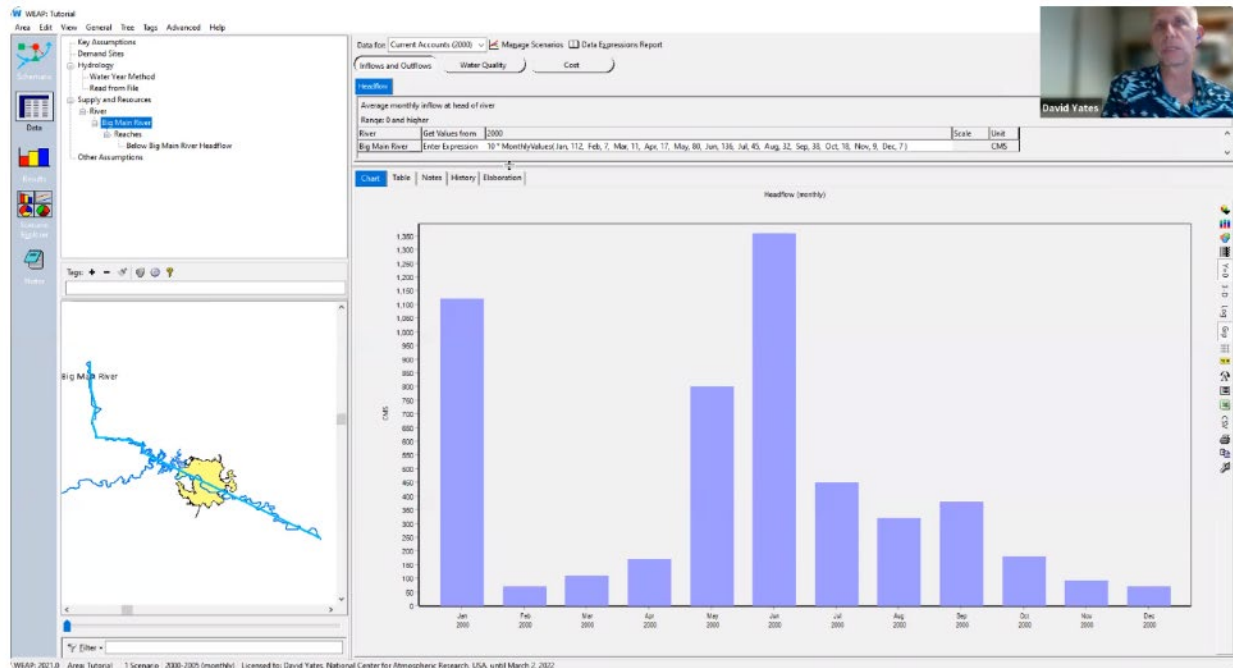 WEAP: Tutorial
Area Edit View General Tree Tags Advanced Help
Schematic
Data
Results
Scenario Explorer
Notes
Key Assumptions
Demand Sites
Hydrology
Water Year Method
Read from File
Supply and Resources
River
Big Main River
Reaches
Below Big Main River Headflow
Other Assumptions
Tags:
Big Main River
Filter
Data for: Current Accounts (2000) Manage Scenarios Data Expressions Report
Inflows and Outflows Water Quality Cost
Headflow
Average monthly inflow at head of river
Range: 0 and higher
River Get Values from 2000 Scale Unit
Big Main River Enter Expression 10 * MonthlyValues( Jan, 112, Feb, 7, Mar, 11, Apr, 17, May, 80, Jun, 136, Jul, 45, Aug, 32, Sep, 38, Oct, 18, Nov, 9, Dec, 7 ) CMS
David Yates
Chart Table Notes History Elaboration
Headflow (monthly)
CMS
1,350
1,300
1,250
1,200
1,150
1,100
1,050
1,000
950
900
850
800
750
700
650
600
550
500
450
400
350
300
250
200
150
100
50
0
Jan Feb Mar Apr May Jun Jul Aug Sep Oct Nov Dec
2000 2000 2000 2000 2000 2000 2000 2000 2000 2000 2000 2000
Y=0
3-D
Log
Grp
CSV
WEAP: 2021.0 Area: Tutorial 1 Scenario 2000-2005 (monthly) Licensed to: David Yates, National Center for Atmospheric Research, USA, until March 2, 2022